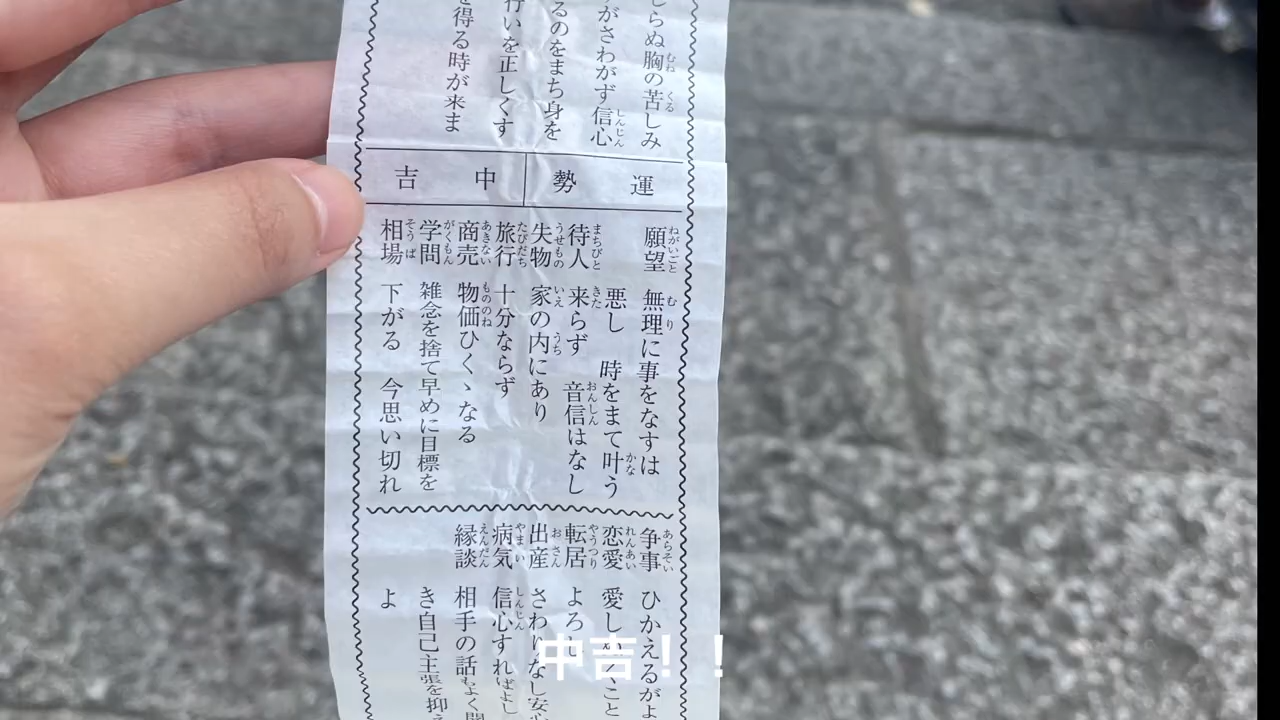 しらぬ胸の苦しみ
がさわがず信心
るのをまち身を
行いを正しくす
を得る時が来ま
運勢 中吉
願望 無理に事をなすは
悪し 時をまて叶う
待人 来らず 音信はなし
失物 家の内にあり
旅行 十分ならず
商売 物価ひくゝなる
学問 雑念を捨て早めに目標を
相場 下がる 今思い切れ
争事 ひかえるがよ
恋愛 愛し くこと
転居 よろし
出産 さわりなし安心
病気 信心すればよし
縁談 相手の話もよく聞
き自己主張を抑え
よ
中吉！！